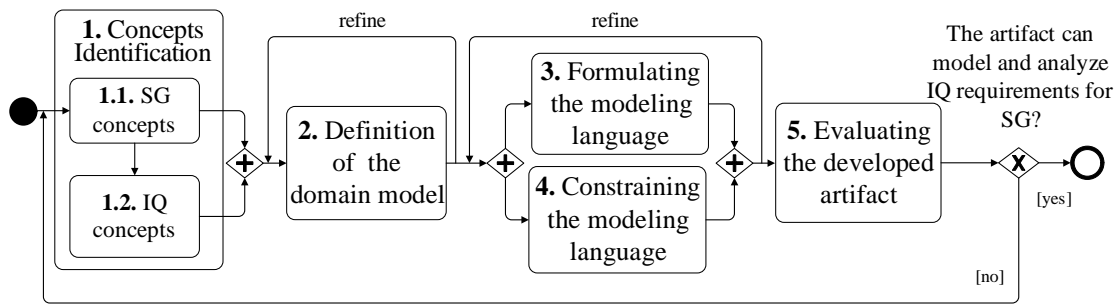 refine
refine
1. Concepts
Identification
1.1. SG
concepts
1.2. IQ
concepts
2. Definition
of the
domain model
3. Formulating
the modeling
language
4. Constraining
the modeling
language
5. Evaluating
the developed
artifact
The artifact can
model and analyze
IQ requirements for
SG?
X
[yes]
[no]